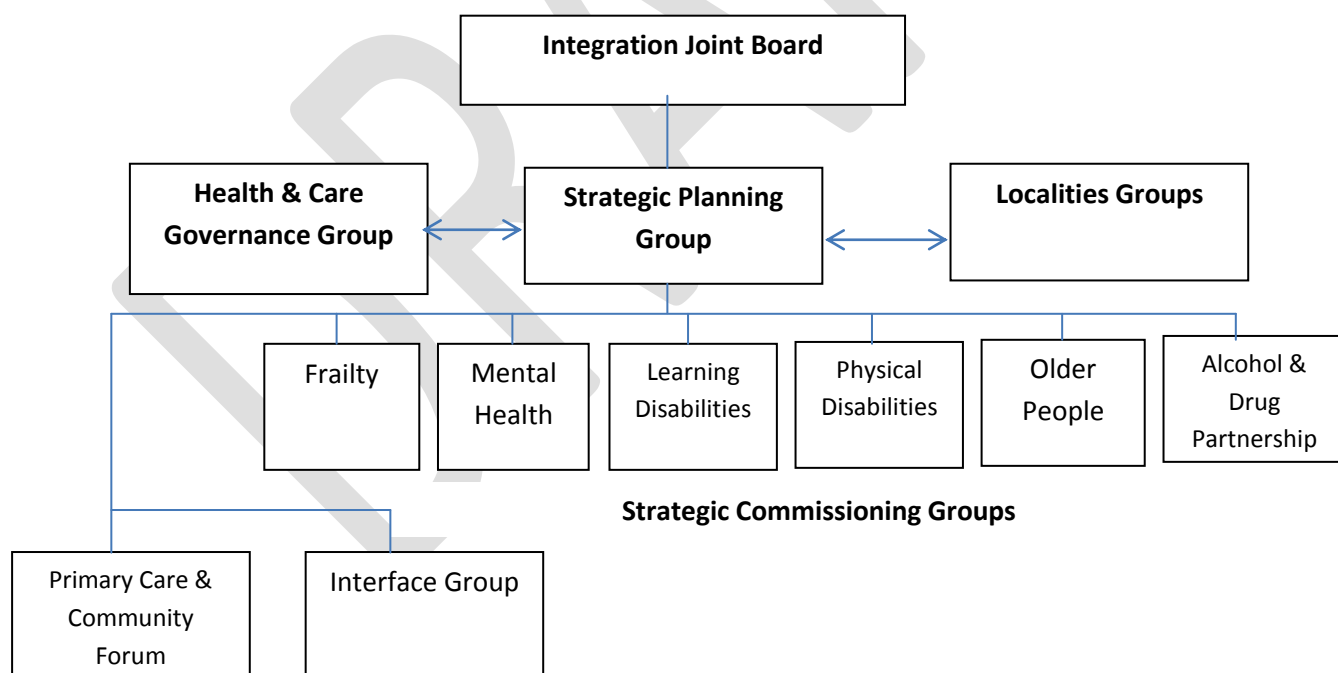 Integration Joint Board
Health & Care
Governance Group
Strategic Planning
Group
Localities Groups
Frailty
Mental
Health
Learning
Disabilities
Physical
Disabilities
Older
People
Alcohol &
Drug
Partnership
Strategic Commissioning Groups
Primary Care &
Community
Forum
Interface Group